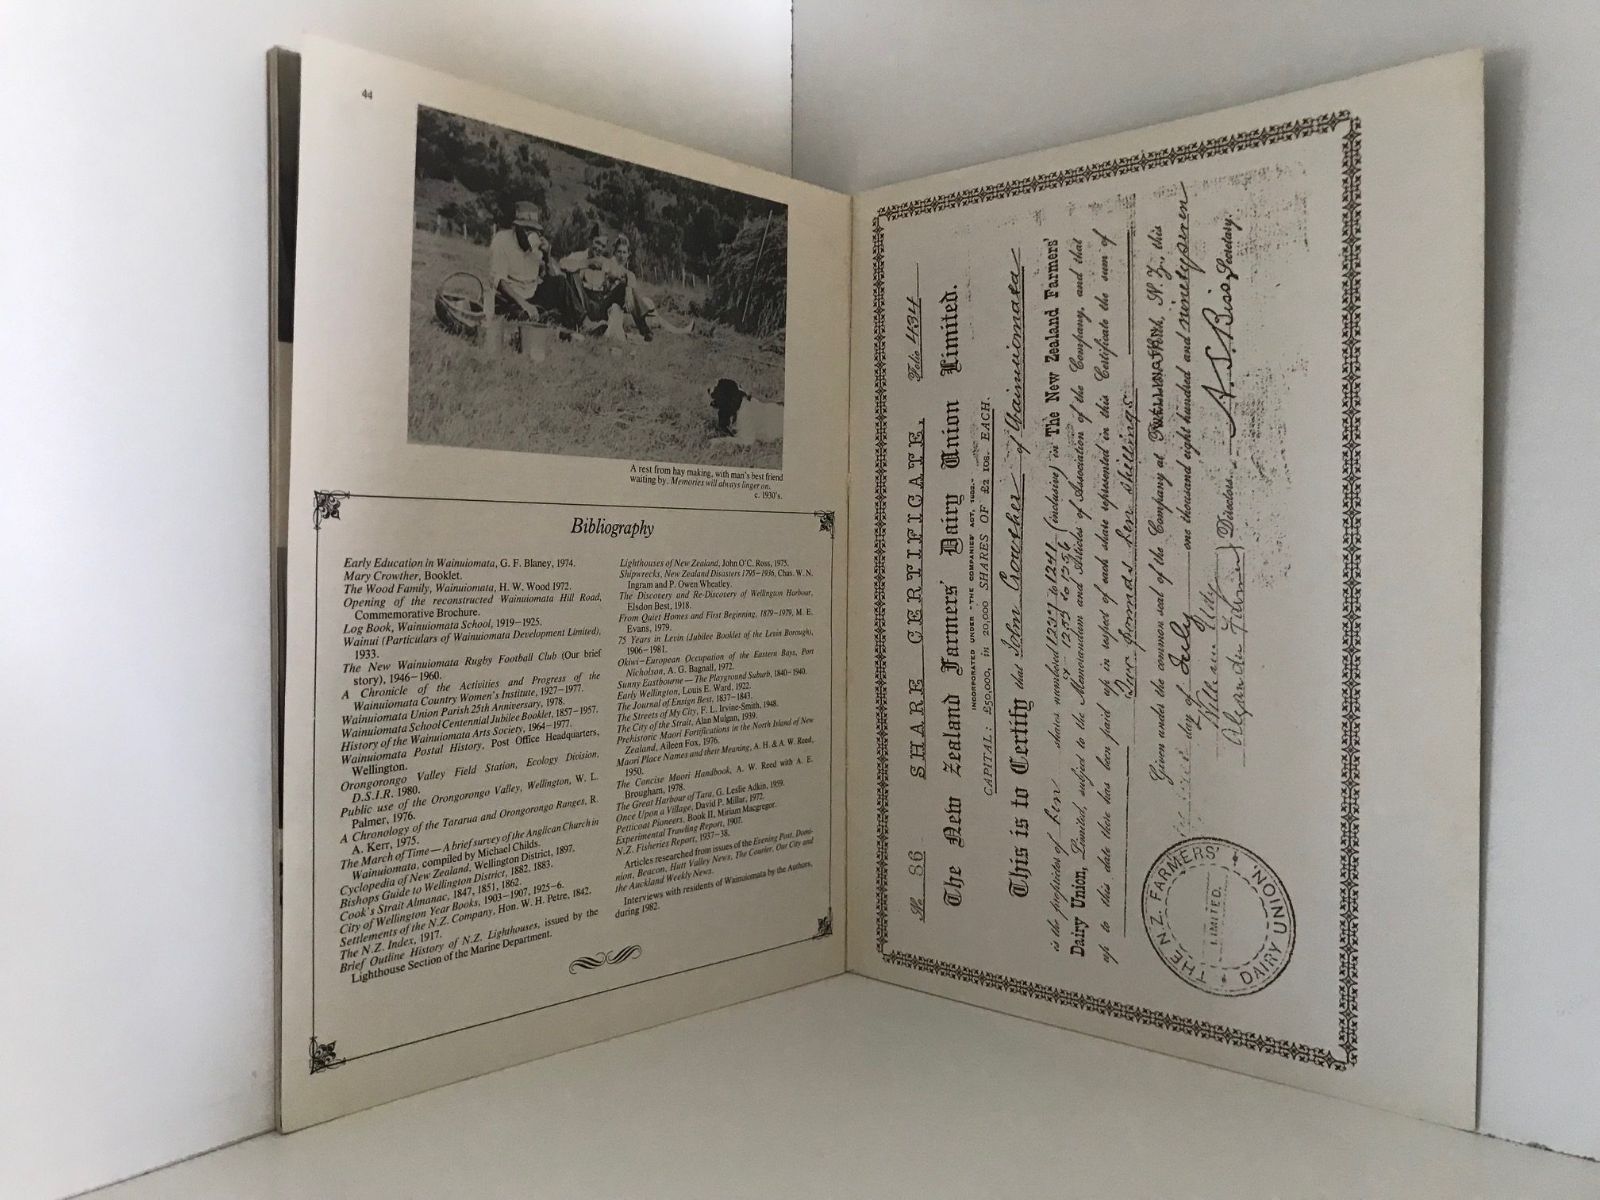 44
A rest from hay making, with man's best friend
waiting by. Memories will always linger on.
c. 1930's.
Bibliography
Early Education in Wainuiomata, G. F. Blaney, 1974.
Mary Crowther, Booklet.
The Wood Family, Wainuiomata, H. W. Wood 1972.
Opening of the reconstructed Wainuiomata Hill Road,
Commemorative Brochure.
Log Book, Wainuiomata School, 1919–1925.
Wainui (Particulars of Wainuiomata Development Limited),
1933.
The New Wainuiomata Rugby Football Club (Our brief
story), 1946–1960.
A Chronicle of the Activities and Progress of the
Wainuiomata Country Women's Institute, 1927–1977.
Wainuiomata Union Parish 25th Anniversary, 1978.
Wainuiomata School Centennial Jubilee Booklet, 1857–1957.
History of the Wainuiomata Arts Society, 1964–1977.
Wainuiomata Postal History, Post Office Headquarters,
Wellington.
Orongorongo Valley Field Station, Ecology Division,
D.S.I.R. 1980.
Public use of the Orongorongo Valley, Wellington, W. L.
Palmer, 1976.
A Chronology of the Tararua and Orongorongo Ranges, R.
A. Kerr, 1975.
The March of Time — A brief survey of the Anglican Church in
Wainuiomata, compiled by Michael Childs.
Cyclopedia of New Zealand, Wellington District, 1897.
Bishops Guide to Wellington District, 1882. 1883.
Cook's Strait Almanac, 1847, 1851, 1862.
City of Wellington Year Books, 1903–1907, 1925–6.
Settlements of the N.Z. Company, Hon. W. H. Petre, 1842.
The N.Z. Index, 1917.
Brief Outline History of N.Z. Lighthouses, issued by the
Lighthouse Section of the Marine Department.
Lighthouses of New Zealand, John O'C. Ross, 1975.
Shipwrecks, New Zealand Disasters 1795–1936, Chas. W. N.
Ingram and P. Owen Wheatley.
The Discovery and Re-Discovery of Wellington Harbour,
Elsdon Best, 1918.
From Quiet Homes and First Beginning, 1879–1979, M. E.
Evans, 1979.
75 Years in Levin (Jubilee Booklet of the Levin Borough),
1906–1981.
Okiwi–European Occupation of the Eastern Bays, Port
Nicholson, A. G. Bagnall, 1972.
Sunny Eastbourne — The Playground Suburb, 1840–1940.
Early Wellington, Louis E. Ward, 1922.
The Journal of Ensign Best, 1837–1843.
The Streets of My City, F. L. Irvine-Smith, 1948.
The City of the Strait, Alan Mulgan, 1939.
Prehistoric Maori Fortifications in the North Island of New
Zealand, Aileen Fox, 1976.
Maori Place Names and their Meaning, A. H. & A. W. Reed,
1950.
The Concise Maori Handbook, A. W. Reed with A. E.
Brougham, 1978.
The Great Harbour of Tara, G. Leslie Adkin, 1959.
Once Upon a Village, David P. Millar, 1972.
Petticoat Pioneers, Book II, Miriam Macgregor.
Experimental Trawling Report, 1907.
N.Z. Fisheries Report, 1937–38.
Articles researched from issues of the Evening Post, Domi-
nion, Beacon, Hutt Valley News, The Courier, Our City and
the Auckland Weekly News.
Interviews with residents of Wainuiomata by the Authors,
during 1982.
No. 86 SHARE CERTIFICATE. Folio 434
The New Zealand Farmers' Dairy Union Limited.
INCORPORATED UNDER "THE COMPANIES' ACT, 1882."
CAPITAL: £50,000, in 20,000 SHARES OF £2 10s. EACH.
This is to Certify that John Crowther of Wainuiomata
is the proprietor of Ten shares numbered 1237 to 1241 (inclusive) in The New Zealand Farmers'
& 1252 to 1256
Dairy Union, Limited, subject to the Memorandum and Articles of Association of the Company, and that
up to this date there has been paid up in respect of each share represented in this Certificate the sum of
Two pounds ten shillings
Given under the common seal of the Company at N.Z., this
day of July one thousand eight hundred and ninety seven
Directors. A. S. Biss, Secretary.
THE N.Z. FARMERS'
LIMITED.
DAIRY UNION.